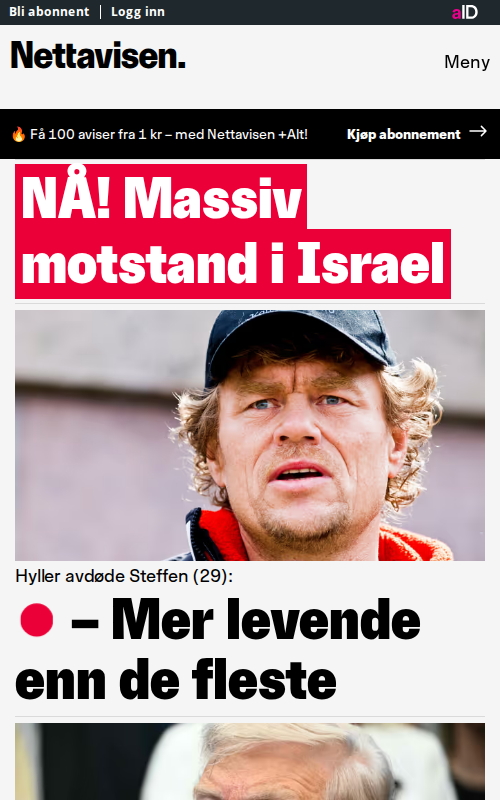 Bli abonnent | Logg inn
aID
Nettavisen.
Meny
🔥 Få 100 aviser fra 1 kr – med Nettavisen +Alt!
Kjøp abonnement →
NÅ! Massiv
motstand i Israel
Hyller avdøde Steffen (29):
– Mer levende
enn de fleste